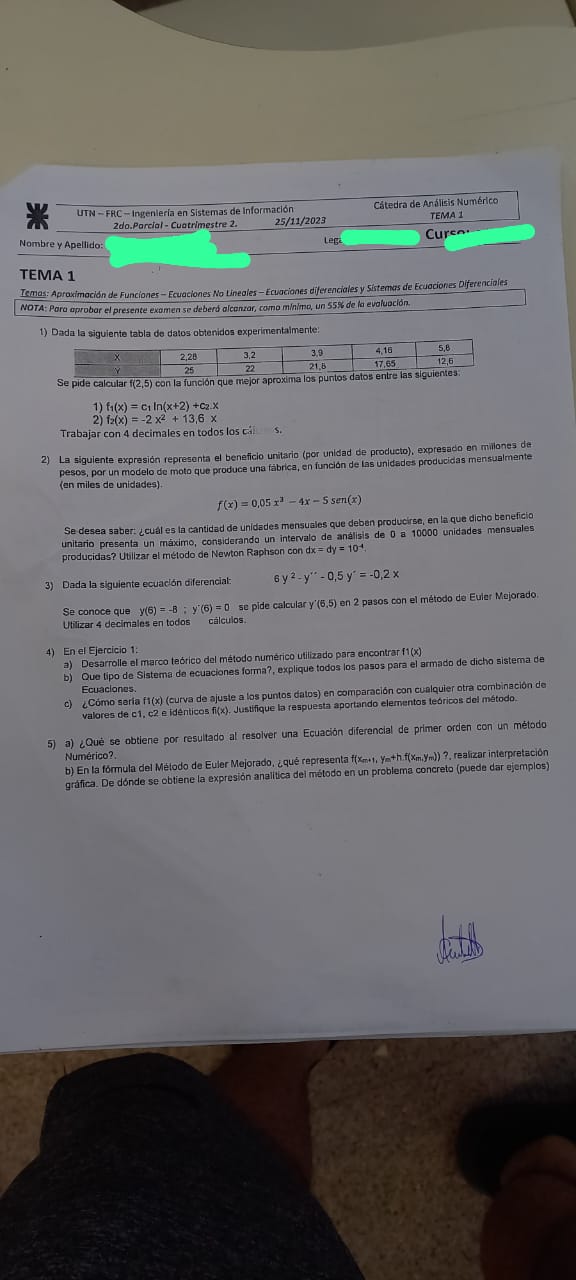 UTN – FRC – Ingeniería en Sistemas de Información
2do.Parcial - Cuatrimestre 2. 25/11/2023
Cátedra de Análisis Numérico
TEMA 1
Nombre y Apellido:
Lega
Curso:
TEMA 1
Temas: Aproximación de Funciones – Ecuaciones No Lineales – Ecuaciones diferenciales y Sistemas de Ecuaciones Diferenciales
NOTA: Para aprobar el presente examen se deberá alcanzar, como mínimo, un 55% de la evaluación.
1) Dada la siguiente tabla de datos obtenidos experimentalmente:
X 2,28 3,2 3,9 4,16 5,8
Y 25 22 21,8 17,65 12,6
Se pide calcular f(2,5) con la función que mejor aproxima los puntos datos entre las siguientes:
1) f₁(x) = c₁ ln(x+2) +c₂.x
2) f₂(x) = -2 x² + 13,6 x
Trabajar con 4 decimales en todos los cál s.
2) La siguiente expresión representa el beneficio unitario (por unidad de producto), expresado en millones de
pesos, por un modelo de moto que produce una fábrica, en función de las unidades producidas mensualmente
(en miles de unidades).
f(x) = 0,05 x³ − 4x − 5 sen(x)
Se desea saber: ¿cuál es la cantidad de unidades mensuales que deben producirse, en la que dicho beneficio
unitario presenta un máximo, considerando un intervalo de análisis de 0 a 10000 unidades mensuales
producidas? Utilizar el método de Newton Raphson con dx = dy = 10⁻⁴.
3) Dada la siguiente ecuación diferencial: 6 y ² - y´´ - 0,5 y´ = -0,2 x
Se conoce que y(6) = -8 ; y´(6) = 0 se pide calcular y'(6,5) en 2 pasos con el método de Euler Mejorado.
Utilizar 4 decimales en todos cálculos.
4) En el Ejercicio 1:
a) Desarrolle el marco teórico del método numérico utilizado para encontrar f1(x)
b) Que tipo de Sistema de ecuaciones forma?, explique todos los pasos para el armado de dicho sistema de
Ecuaciones.
c) ¿Cómo sería f1(x) (curva de ajuste a los puntos datos) en comparación con cualquier otra combinación de
valores de c1, c2 e idénticos fi(x). Justifique la respuesta aportando elementos teóricos del método.
5) a) ¿Qué se obtiene por resultado al resolver una Ecuación diferencial de primer orden con un método
Numérico?.
b) En la fórmula del Método de Euler Mejorado, ¿qué representa f(xₘ₊₁, yₘ+h.f(xₘ,yₘ)) ?, realizar interpretación
gráfica. De dónde se obtiene la expresión analítica del método en un problema concreto (puede dar ejemplos)